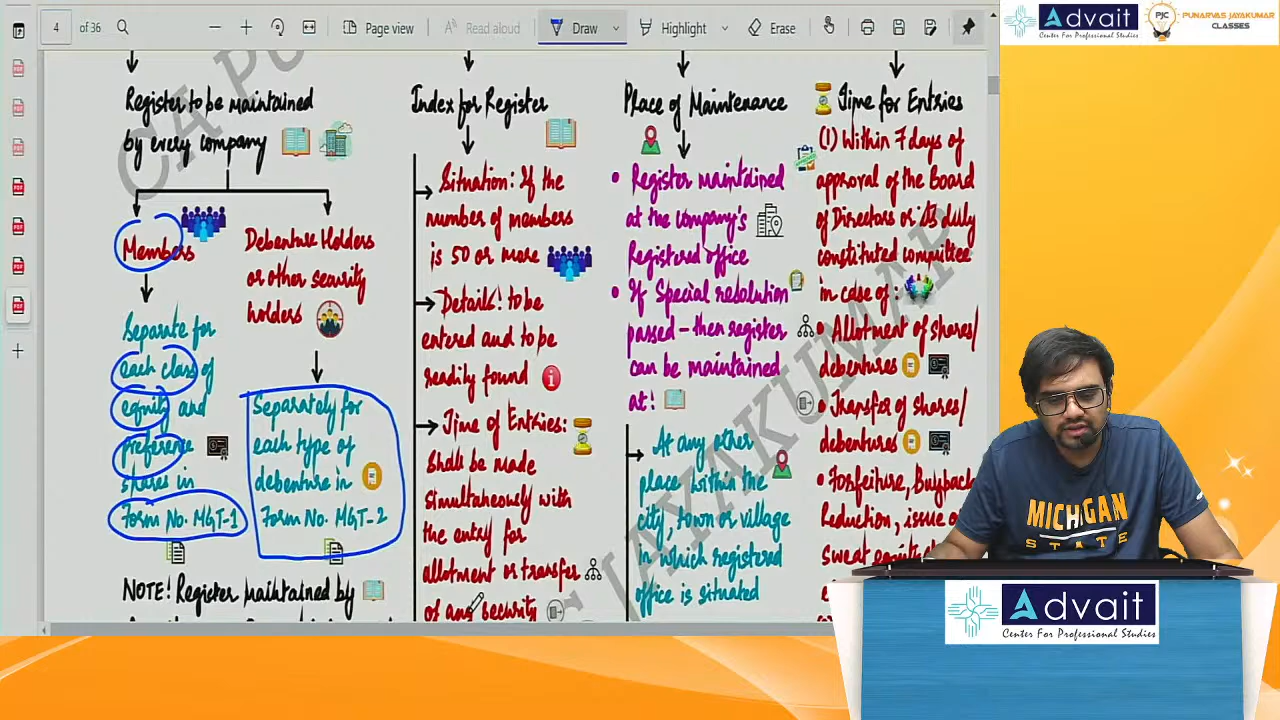 4 of 36 Page view Read aloud Draw Highlight Erase
Advait
Center For Professional Studies
PJC
PUNARVAS JAYAKUMAR
CLASSES
Register to be maintained
by every company
Members
Separate for
each class of
equity and
preference
shares in
Form No. MGT-1
Debenture Holders
or other security
holders
Separately for
each type of
debenture in
Form No. MGT-2
NOTE! Register maintained by
Index for Register
Situation: If the
number of members
is 50 or more
Details: to be
entered and to be
readily found
Time of Entries:
shall be made
simultaneously with
the entry for
allotment or transfer
of any security
Place of Maintenance
• Register maintained
at the company's
Registered office
• If Special resolution
passed - then register
can be maintained
at:
At any other
place within the
city, town or village
in which registered
office is situated
Time for Entries
(1) Within 7 days of
approval of the Board
of Directors or its duly
constituted committee
in case of:
• Allotment of shares/
debentures
• Transfer of shares/
debentures
• Forfeiture, Buyback
Reduction, issue o
sweat equity
CA PU
JAYAKUMAR
MICHIGAN
STATE
Advait
Center For Professional Studies